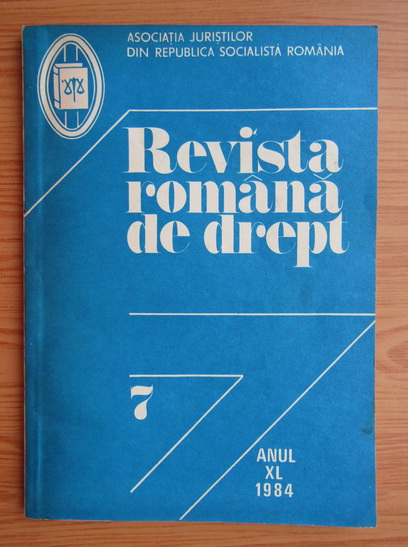 ASOCIAȚIA JURIȘTILOR
DIN REPUBLICA SOCIALISTĂ ROMÂNIA
Revista
română
de drept
7
ANUL
XL
1984